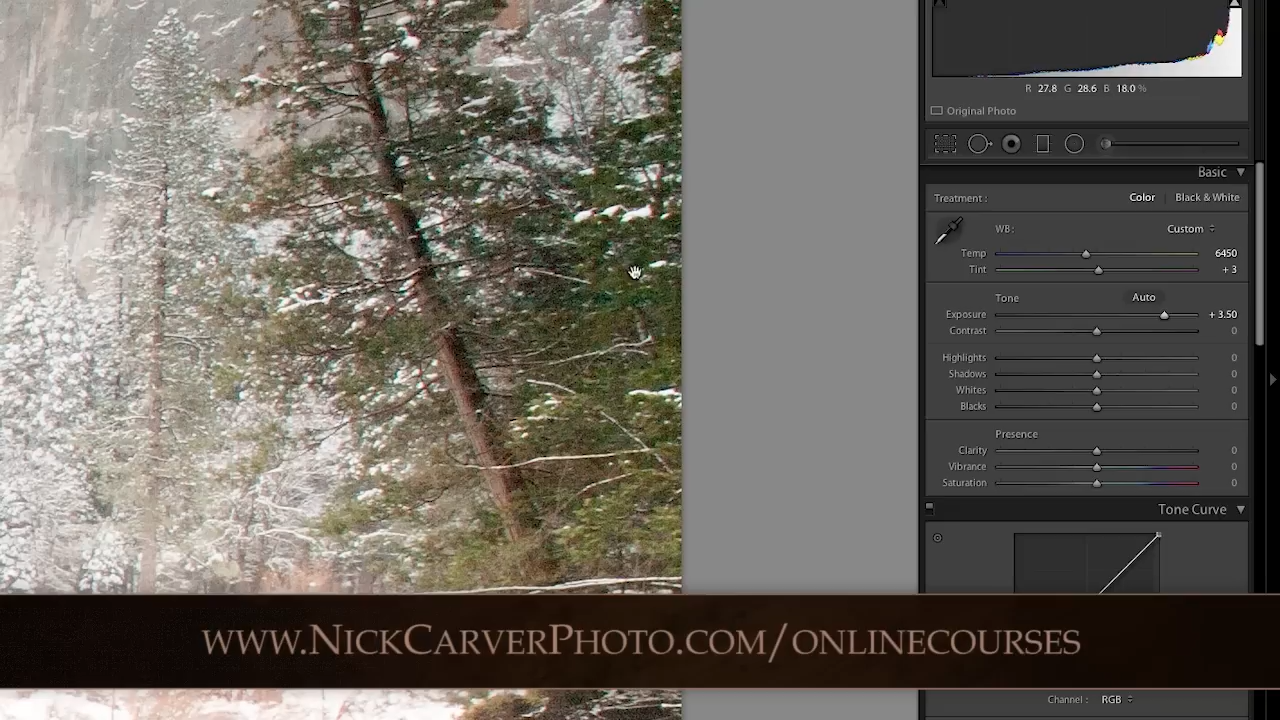 R 27.8 G 28.6 B 18.0 %
Original Photo
Basic
Treatment : Color Black & White
WB : Custom
Temp 6450
Tint + 3
Tone Auto
Exposure + 3.50
Contrast 0
Highlights 0
Shadows 0
Whites 0
Blacks 0
Presence
Clarity 0
Vibrance 0
Saturation 0
Tone Curve
www.NickCarverPhoto.com/onlinecourses
Channel : RGB